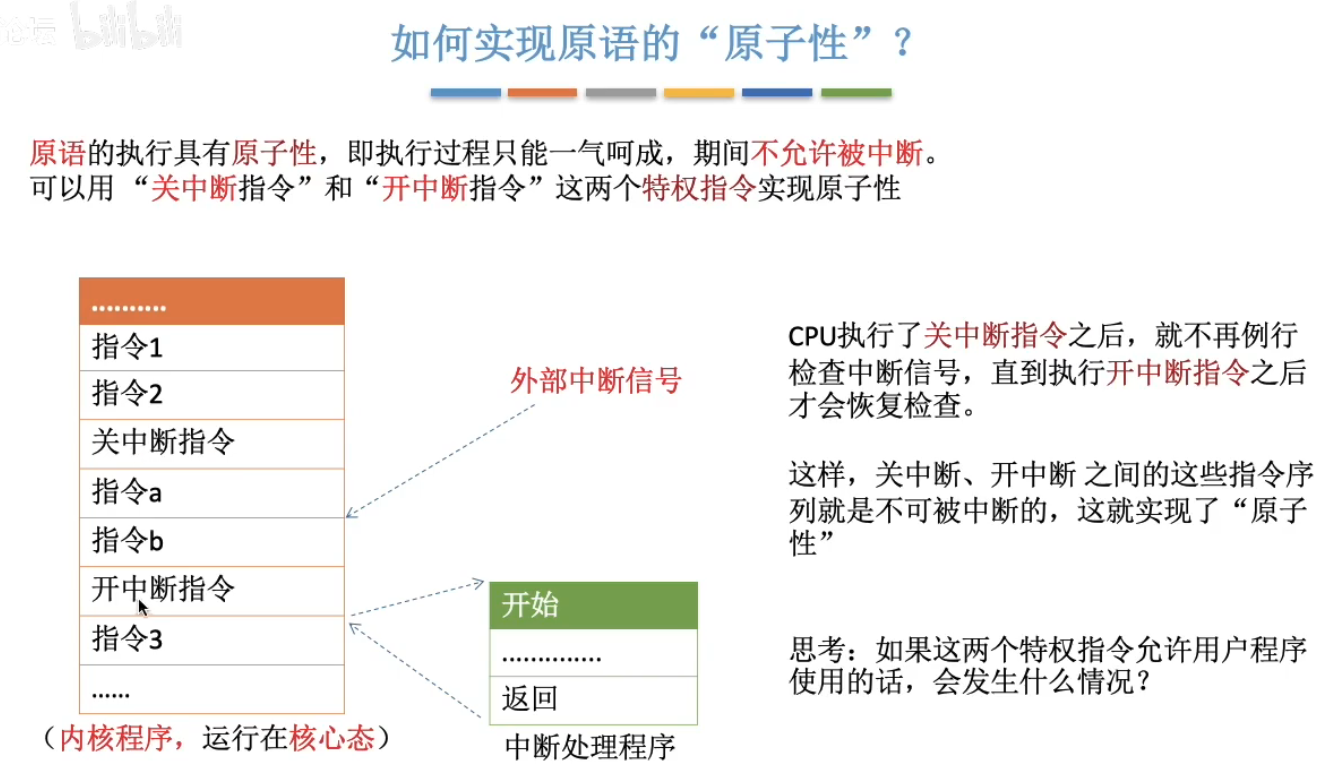 论坛 bilibili
如何实现原语的“原子性”?
原语的执行具有原子性，即执行过程只能一气呵成，期间不允许被中断。
可以用 “关中断指令”和“开中断指令”这两个特权指令实现原子性
..........
指令1
指令2
关中断指令
指令a
指令b
开中断指令
指令3
......
（内核程序，运行在核心态）
外部中断信号
开始
..............
返回
中断处理程序
CPU执行了关中断指令之后，就不再例行
检查中断信号，直到执行开中断指令之后
才会恢复检查。
这样，关中断、开中断 之间的这些指令序
列就是不可被中断的，这就实现了“原子
性”
思考：如果这两个特权指令允许用户程序
使用的话，会发生什么情况?